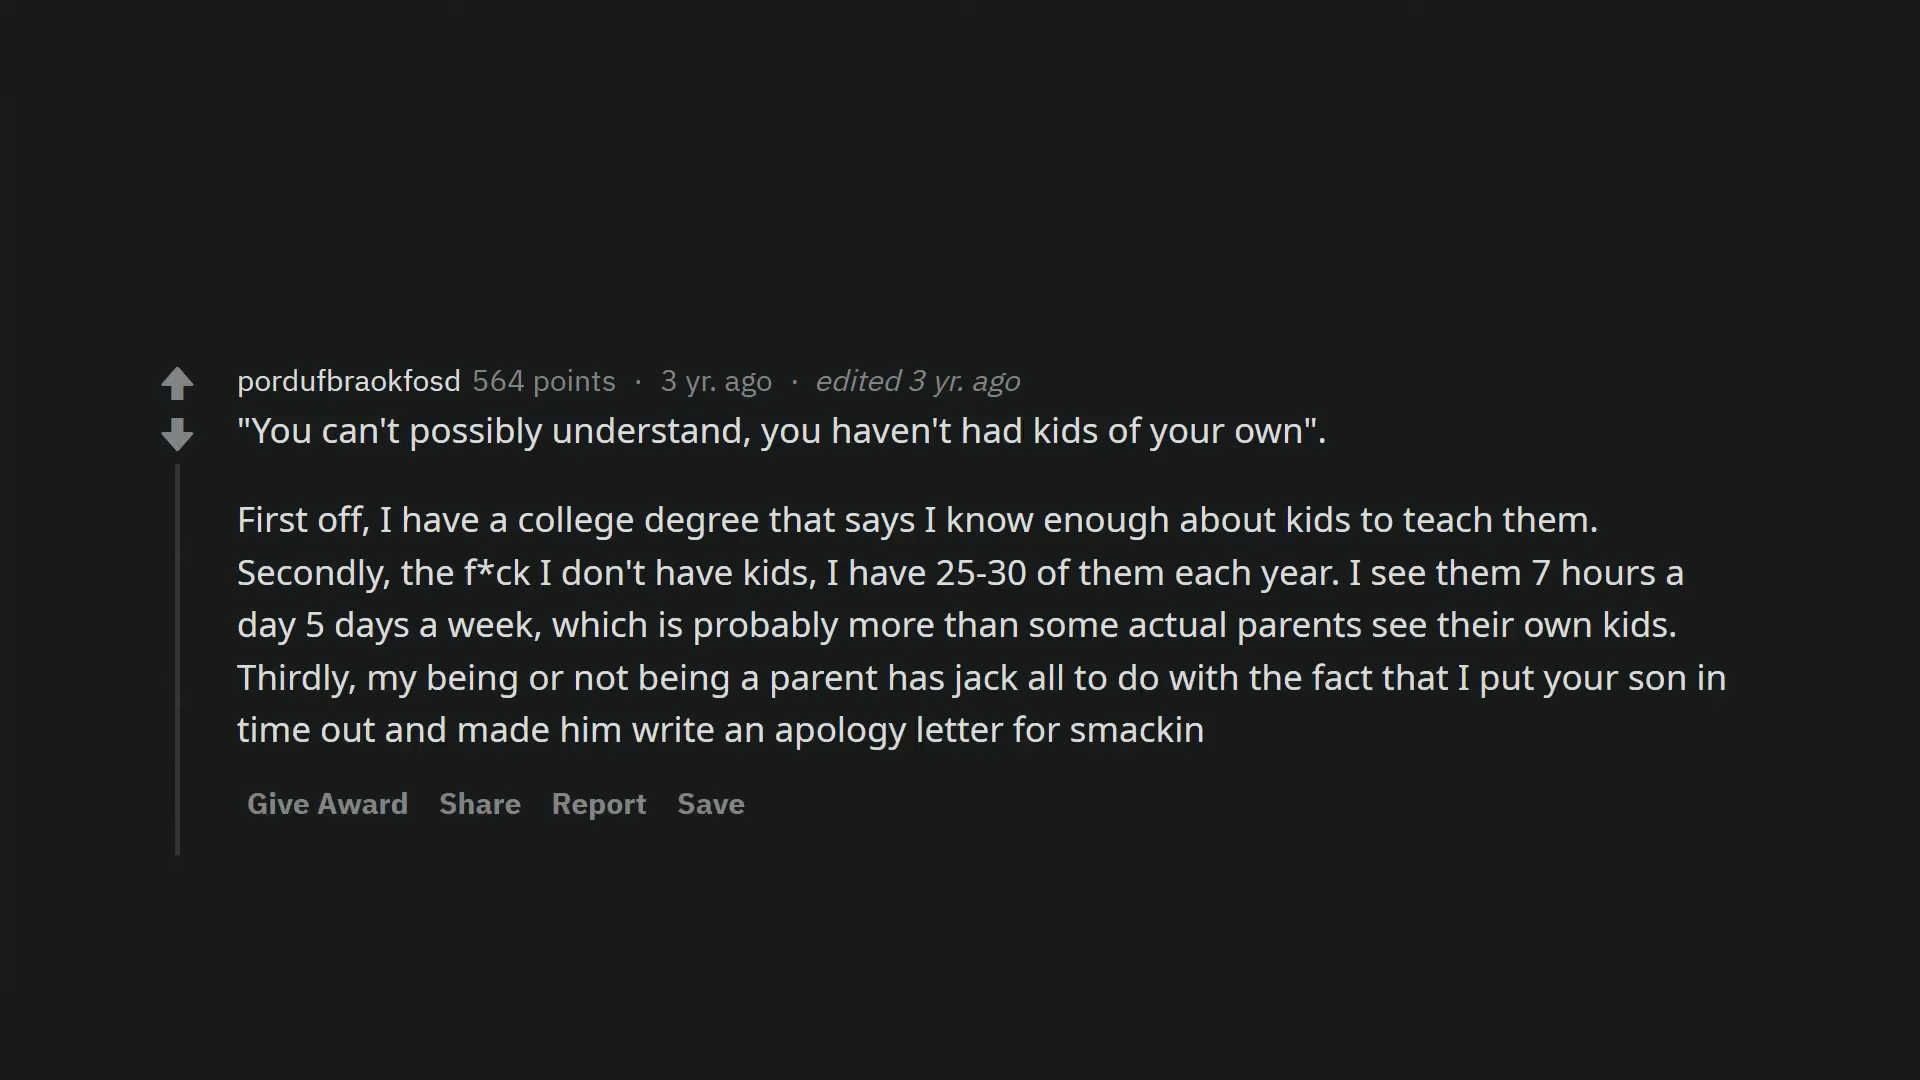 pordufbraokfosd 564 points · 3 yr. ago · edited 3 yr. ago
"You can't possibly understand, you haven't had kids of your own".
First off, I have a college degree that says I know enough about kids to teach them.
Secondly, the f*ck I don't have kids, I have 25-30 of them each year. I see them 7 hours a
day 5 days a week, which is probably more than some actual parents see their own kids.
Thirdly, my being or not being a parent has jack all to do with the fact that I put your son in
time out and made him write an apology letter for smackin
Give Award Share Report Save